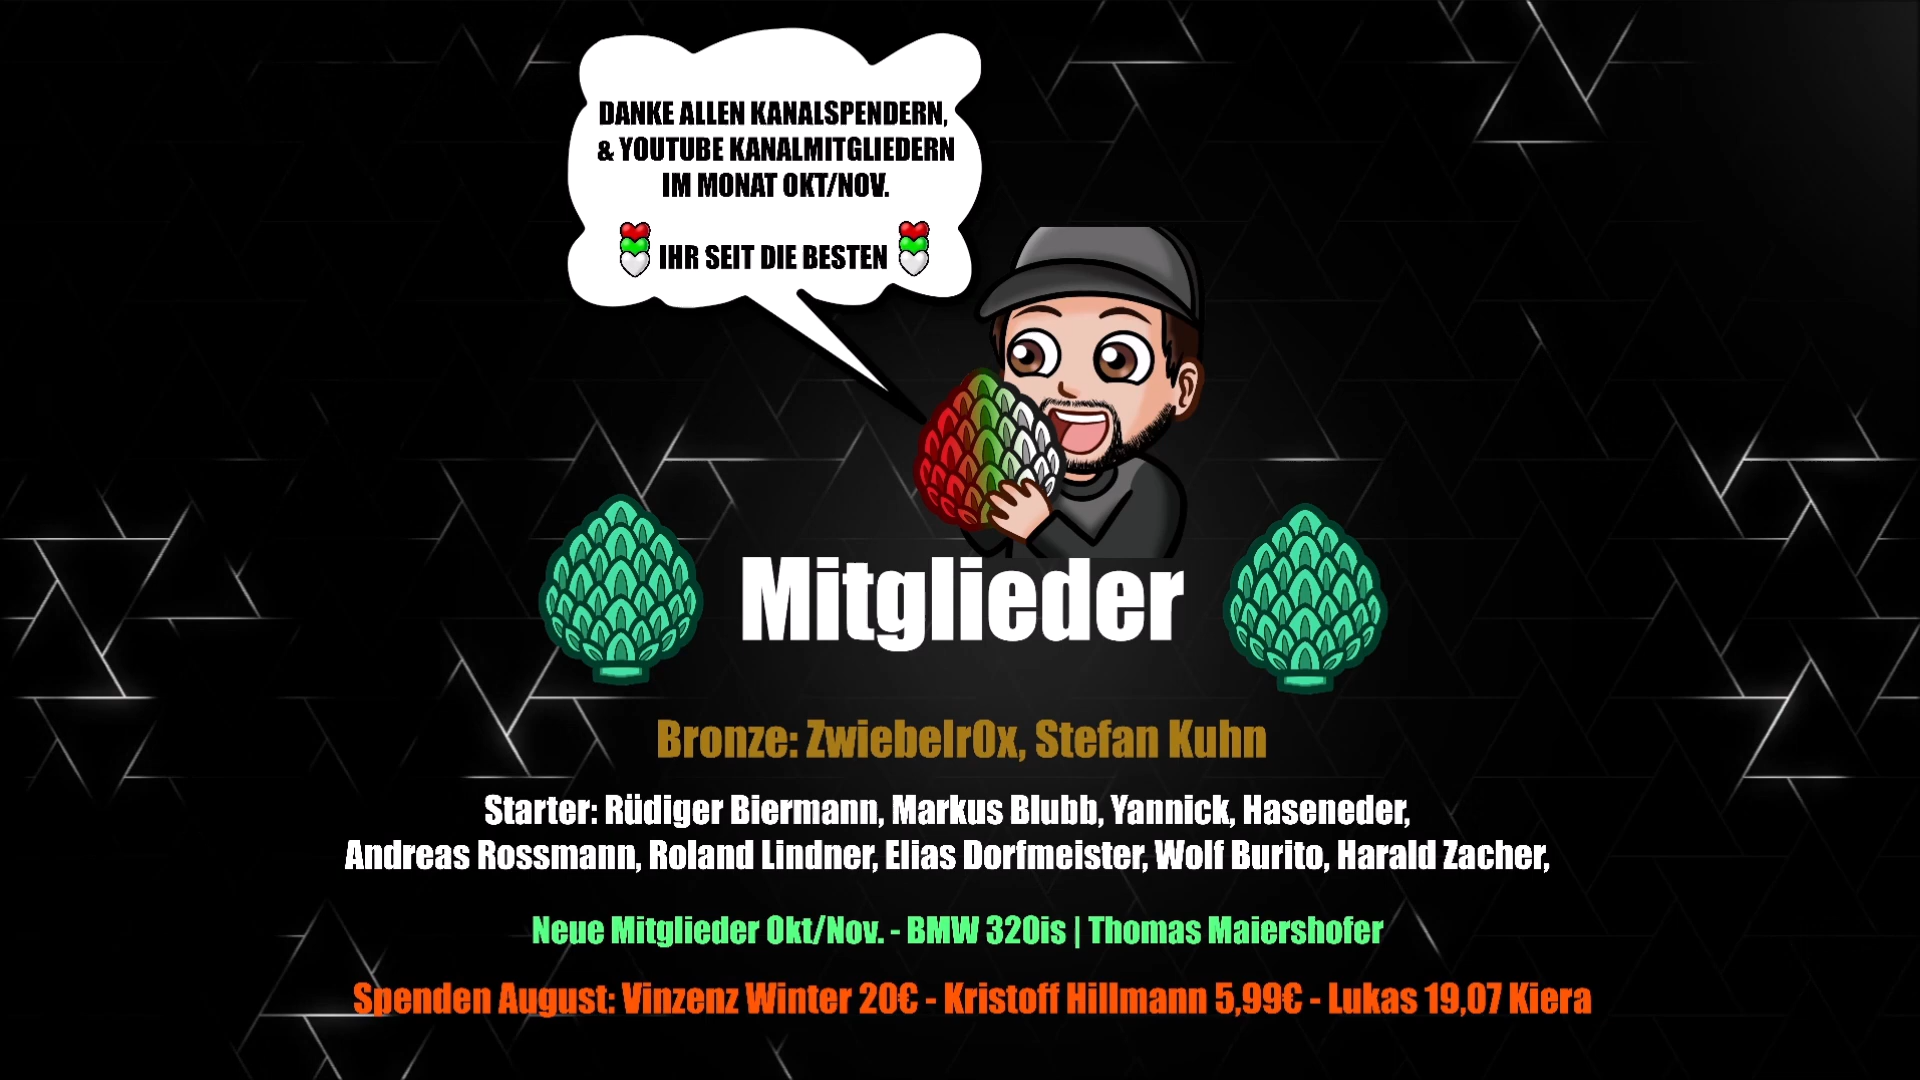 DANKE ALLEN KANALSPENDERN,
& YOUTUBE KANALMITGLIEDERN
IM MONAT OKT/NOV.
IHR SEIT DIE BESTEN
Mitglieder
Bronze: Zwiebelr0x, Stefan Kuhn
Starter: Rüdiger Biermann, Markus Blubb, Yannick, Haseneder,
Andreas Rossmann, Roland Lindner, Elias Dorfmeister, Wolf Burito, Harald Zacher,
Neue Mitglieder Okt/Nov. - BMW 320is | Thomas Maiershofer
Spenden August: Vinzenz Winter 20€ - Kristoff Hillmann 5,99€ - Lukas 19,07 Kiera